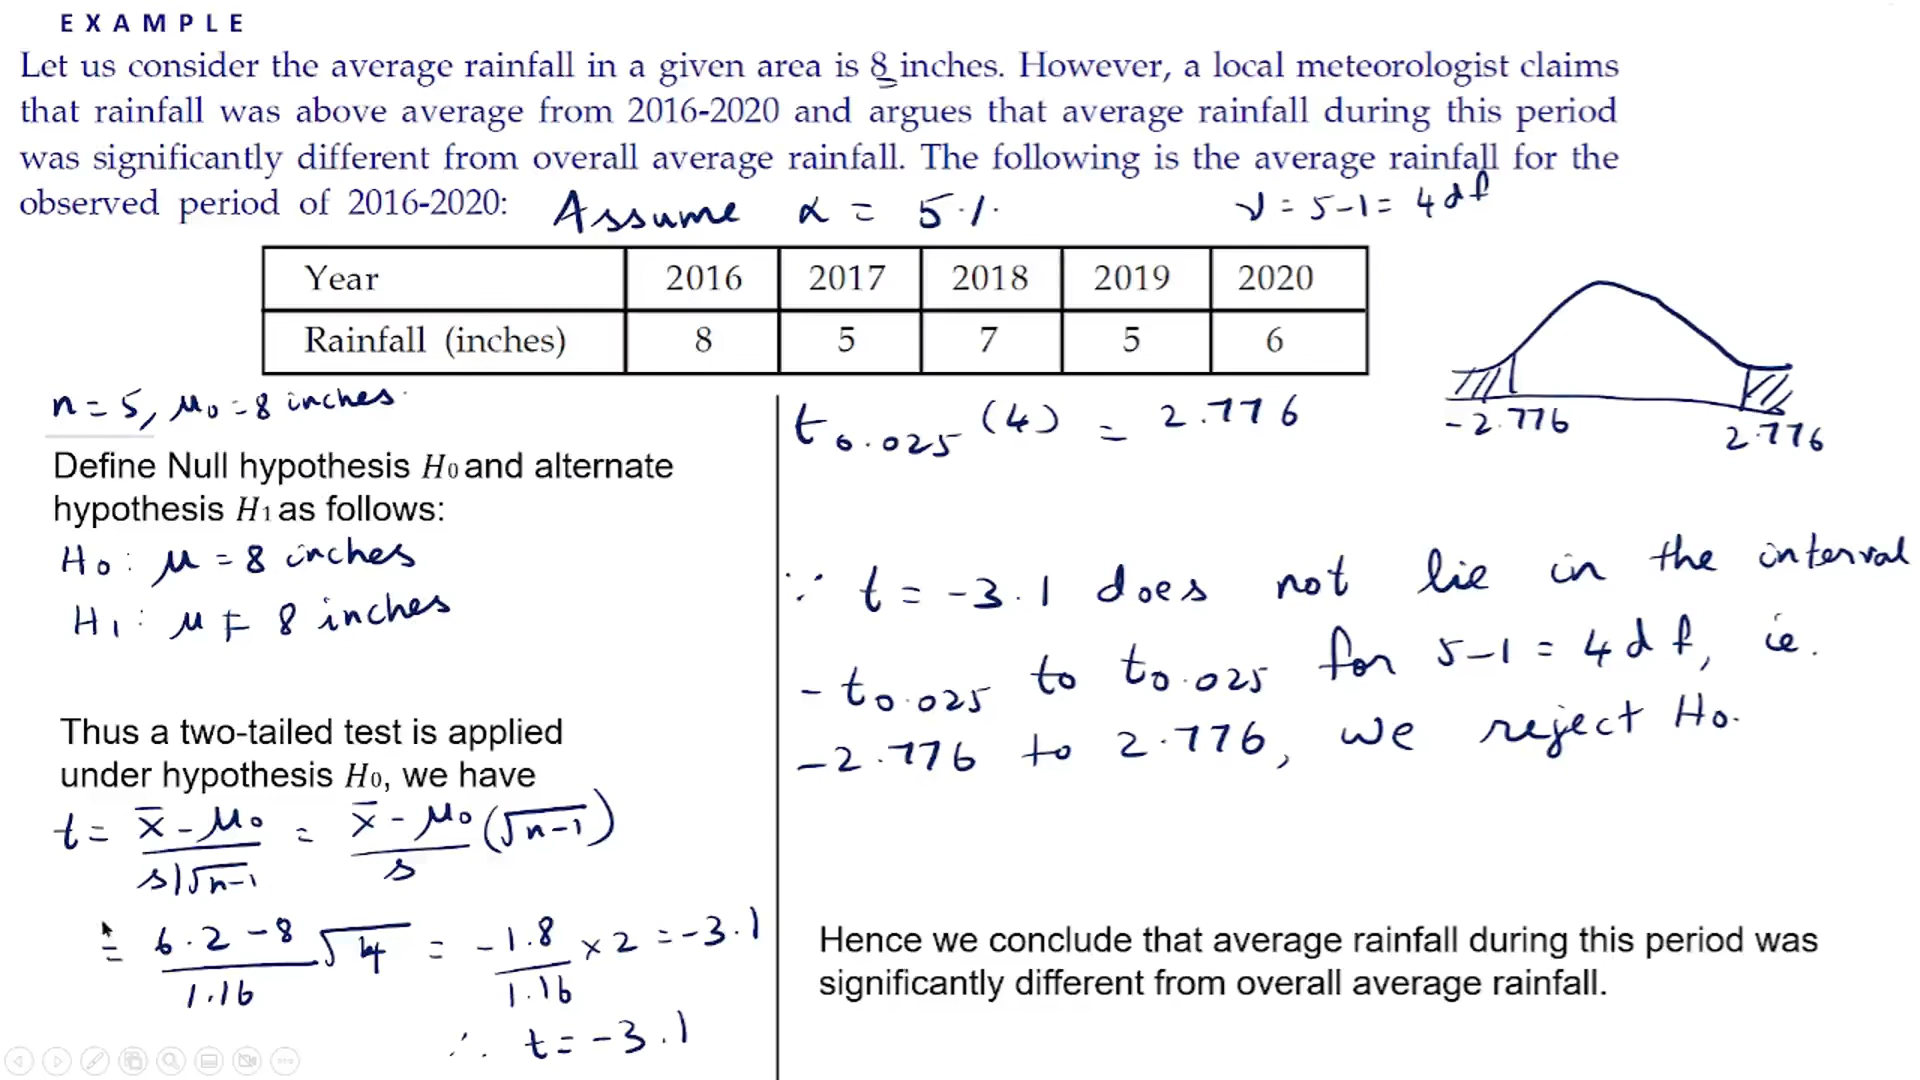 EXAMPLE
Let us consider the average rainfall in a given area is 8 inches. However, a local meteorologist claims
that rainfall was above average from 2016-2020 and argues that average rainfall during this period
was significantly different from overall average rainfall. The following is the average rainfall for the
observed period of 2016-2020: Assume α = 5%. ν = 5-1 = 4 df
Year 2016 2017 2018 2019 2020
Rainfall (inches) 8 5 7 5 6
n = 5, μ₀ = 8 inches.
Define Null hypothesis H₀ and alternate
hypothesis H₁ as follows:
H₀: μ = 8 inches
H₁: μ ≠ 8 inches
Thus a two-tailed test is applied
under hypothesis H₀, we have
t = (x̄ - μ₀)/(s/√n-1) = (x̄ - μ₀)/s (√n-1)
= (6.2 - 8)/1.16 √4 = -1.8/1.16 × 2 = -3.1
∴ t = -3.1
t₀.₀₂₅ (4) = 2.776
-2.776 2.776
∵ t = -3.1 does not lie in the interval
-t₀.₀₂₅ to t₀.₀₂₅ for 5-1 = 4 df, ie.
-2.776 to 2.776, we reject H₀.
Hence we conclude that average rainfall during this period was
significantly different from overall average rainfall.